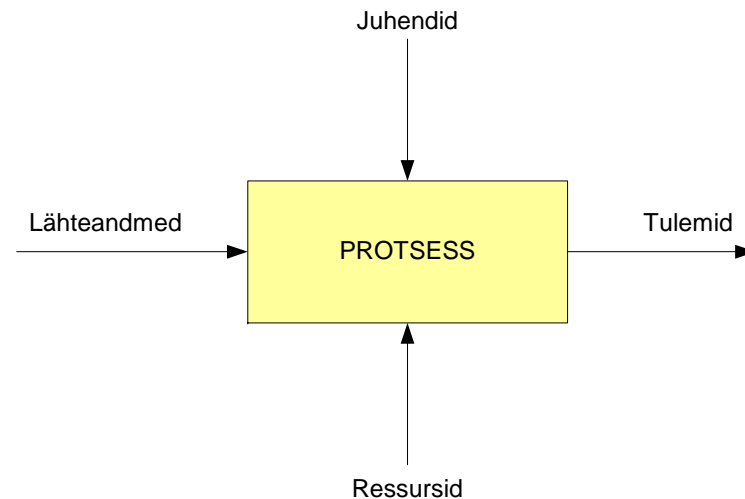 Juhendid
Lähteandmed
PROTSESS
Tulemid
Ressursid